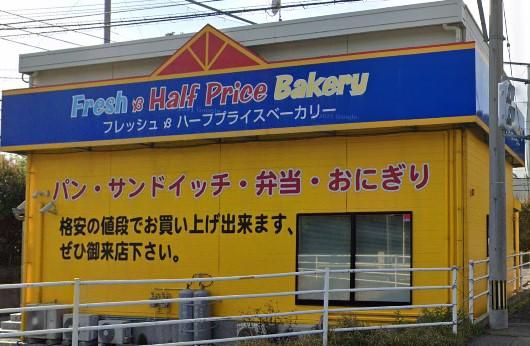 Fresh ＆ Half Price Bakery
フレッシュ ＆ ハーフプライスベーカリー
パン・サンドイッチ・弁当・おにぎり
格安の値段でお買い上げ出来ます、
ぜひ御来店下さい。